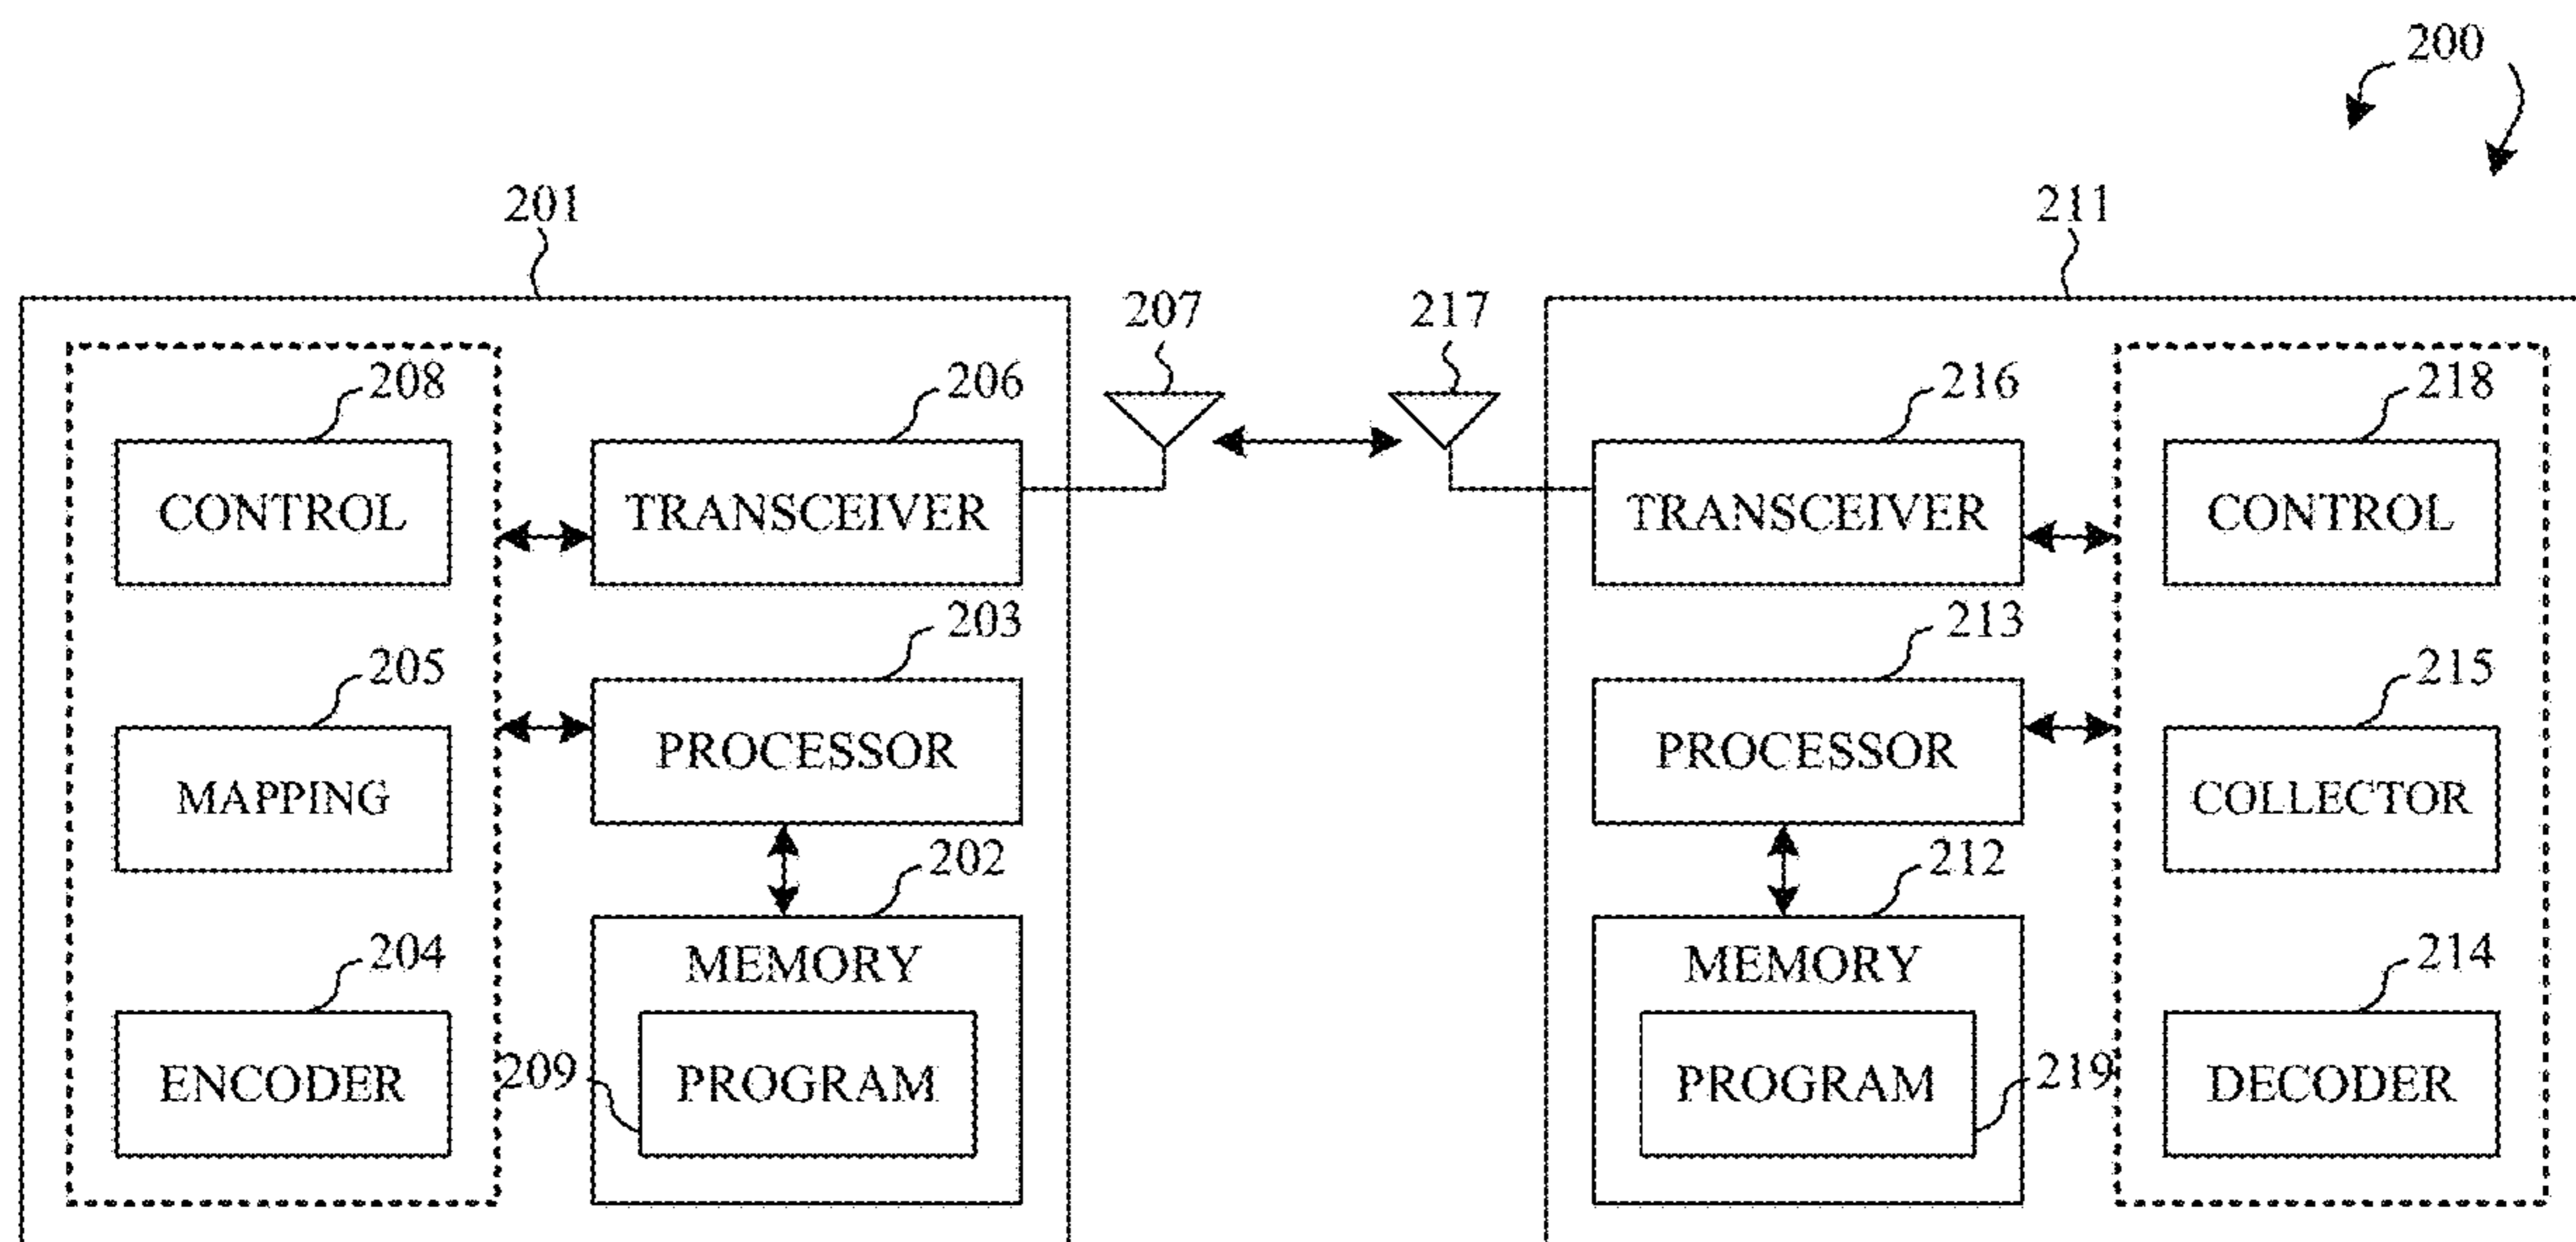 200
201
211
207
217
208
206
216
218
CONTROL
TRANSCEIVER
TRANSCEIVER
CONTROL
203
213
205
215
PROCESSOR
PROCESSOR
MAPPING
COLLECTOR
202
212
204
MEMORY
MEMORY
214
209
PROGRAM
PROGRAM
219
ENCODER
DECODER